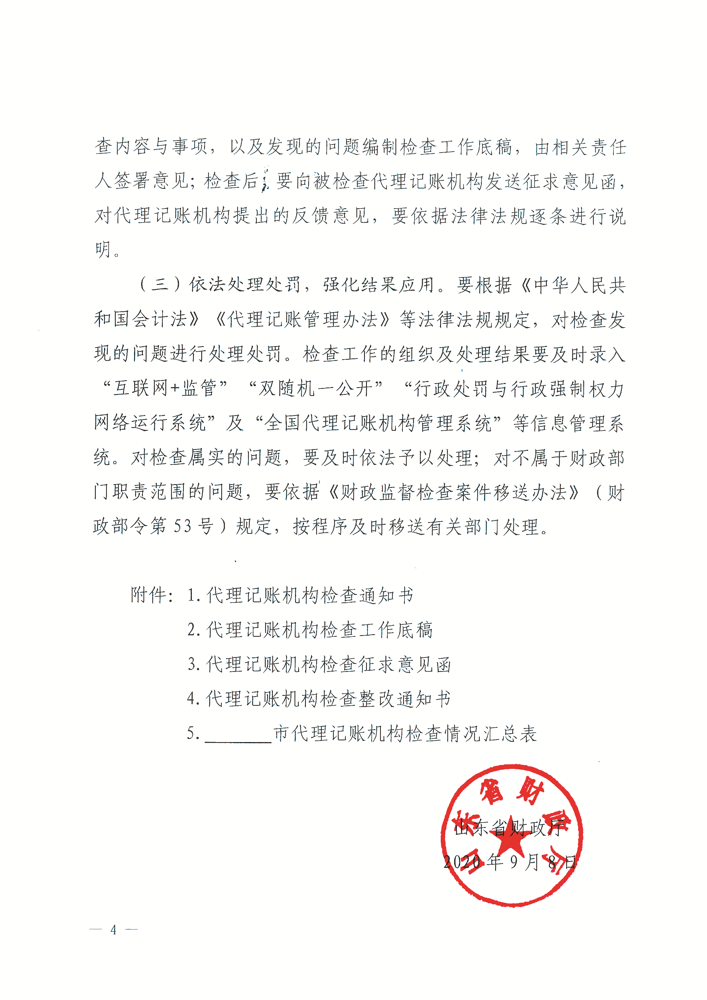 查内容与事项，以及发现的问题编制检查工作底稿，由相关责任
人签署意见；检查后，要向被检查代理记账机构发送征求意见函，
对代理记账机构提出的反馈意见，要依据法律法规逐条进行说
明。
（三）依法处理处罚，强化结果应用。要根据《中华人民共
和国会计法》《代理记账管理办法》等法律法规规定，对检查发
现的问题进行处理处罚。检查工作的组织及处理结果要及时录入
“互联网+监管”“双随机一公开”“行政处罚与行政强制权力
网络运行系统”及“全国代理记账机构管理系统”等信息管理系
统。对检查属实的问题，要及时依法予以处理；对不属于财政部
门职责范围的问题，要依据《财政监督检查案件移送办法》（财
政部令第 53 号）规定，按程序及时移送有关部门处理。
附件：1. 代理记账机构检查通知书
2. 代理记账机构检查工作底稿
3. 代理记账机构检查征求意见函
4. 代理记账机构检查整改通知书
5. ________市代理记账机构检查情况汇总表
山东省财政厅
山东省财政厅
2020 年 9 月 8 日
— 4 —